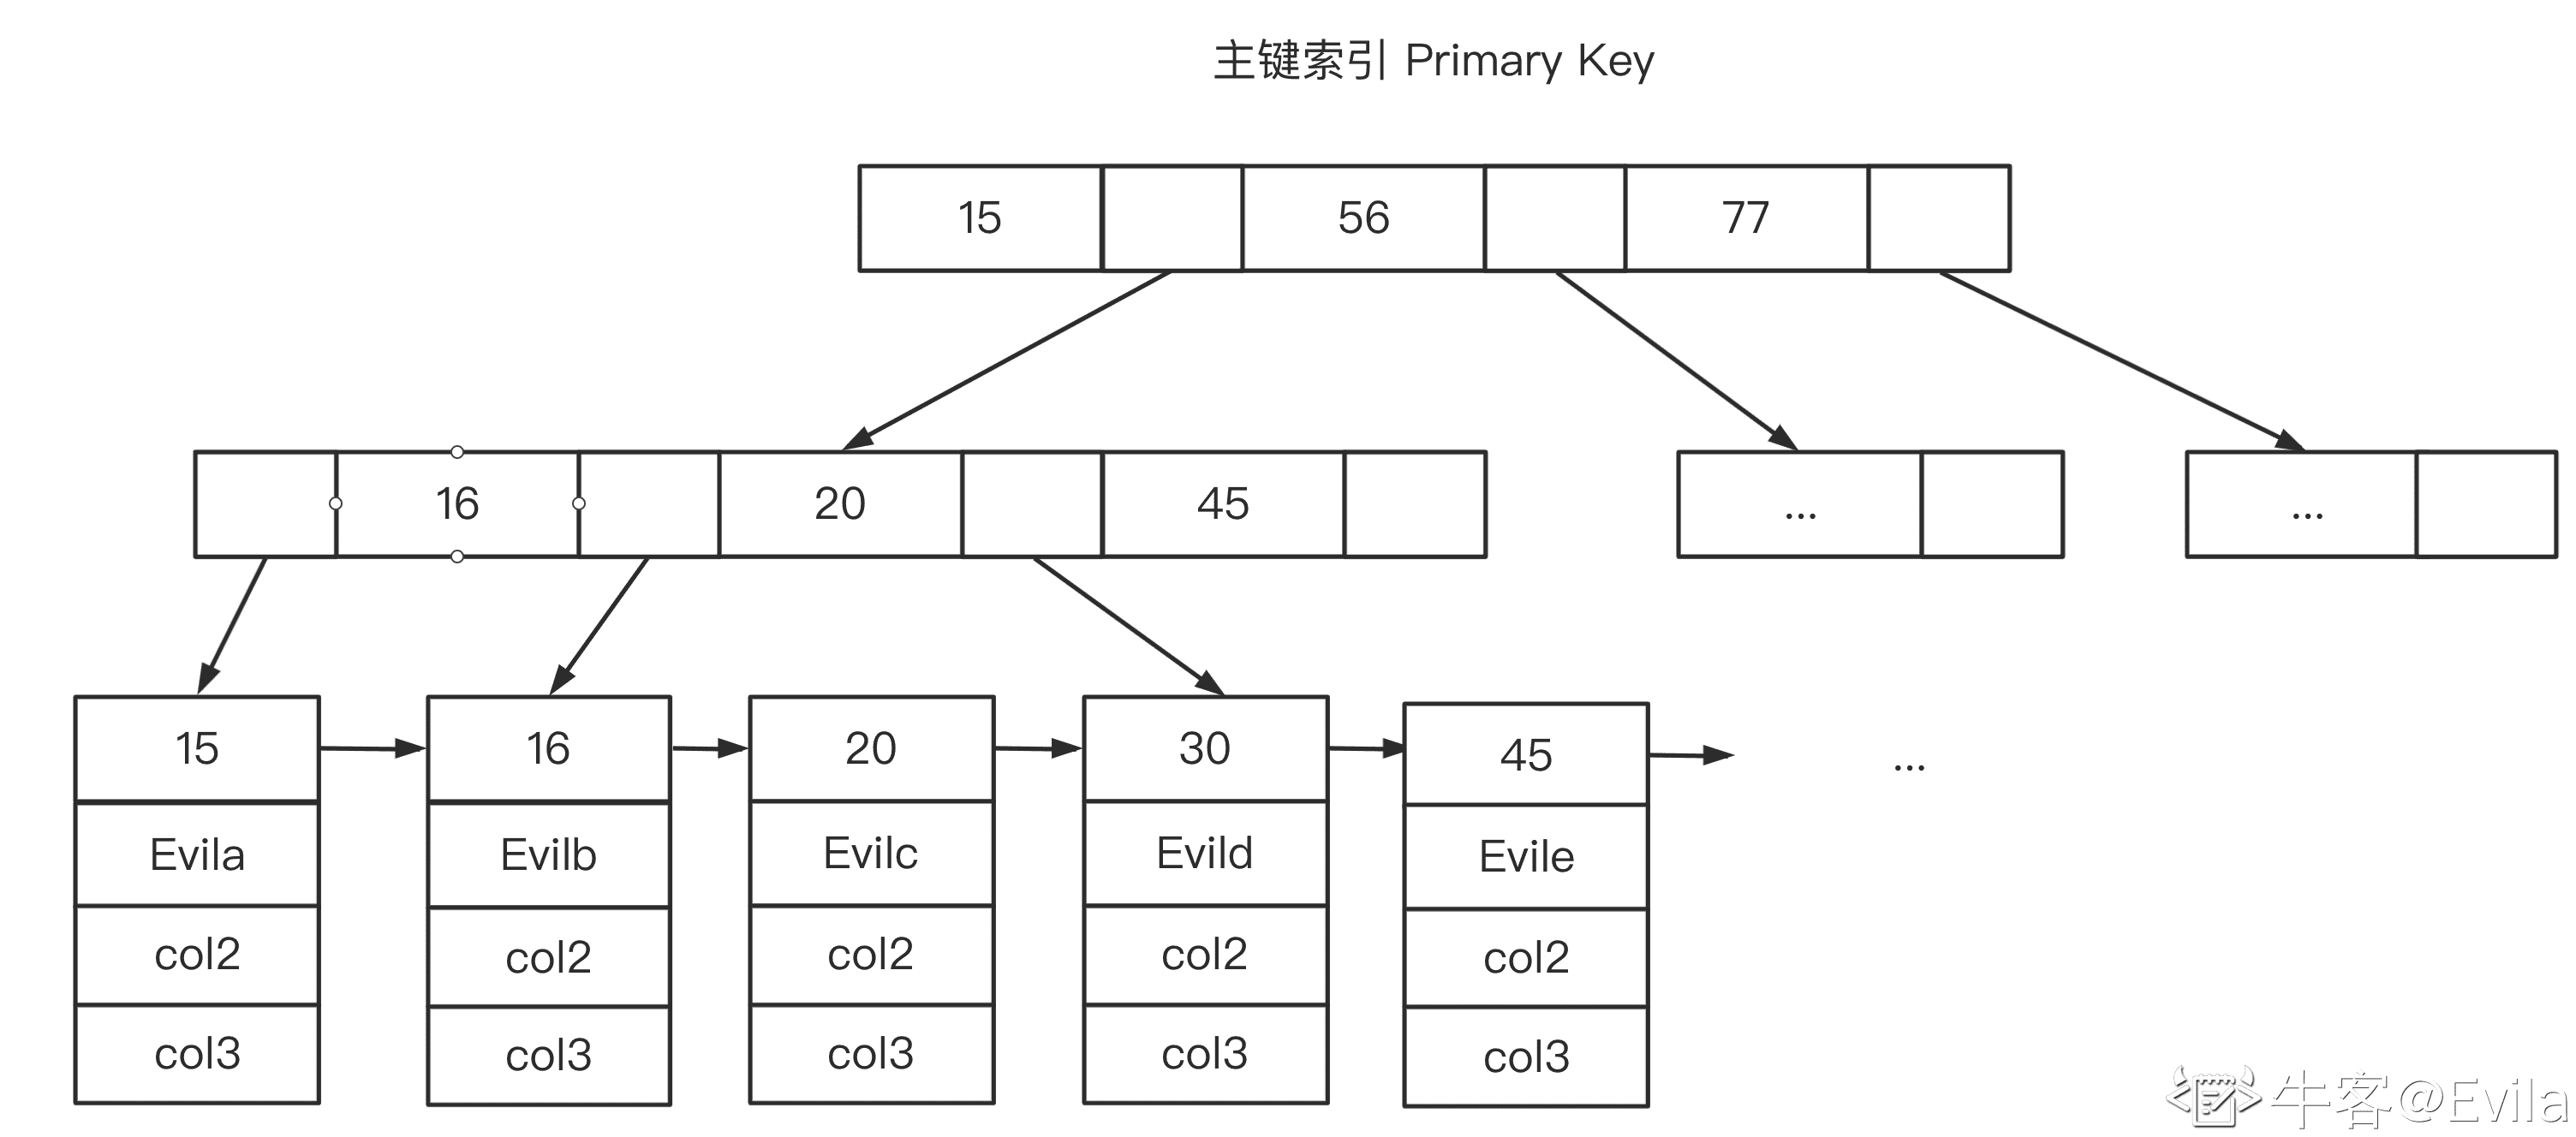 主键索引 Primary Key
15 56 77
16 20 45 ... ...
15 16 20 30 45 ...
Evila Evilb Evilc Evild Evile
col2 col2 col2 col2 col2
col3 col3 col3 col3 col3
牛客@Evila